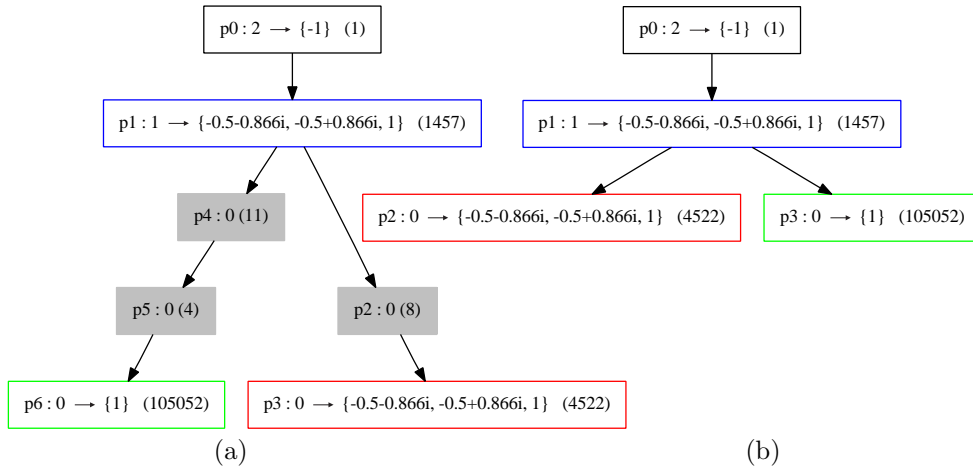 p0 : 2 → {-1} (1)
p1 : 1 → {-0.5-0.866i, -0.5+0.866i, 1} (1457)
p4 : 0 (11)
p5 : 0 (4)
p2 : 0 (8)
p6 : 0 → {1} (105052)
p3 : 0 → {-0.5-0.866i, -0.5+0.866i, 1} (4522)
(a)
p0 : 2 → {-1} (1)
p1 : 1 → {-0.5-0.866i, -0.5+0.866i, 1} (1457)
p2 : 0 → {-0.5-0.866i, -0.5+0.866i, 1} (4522)
p3 : 0 → {1} (105052)
(b)